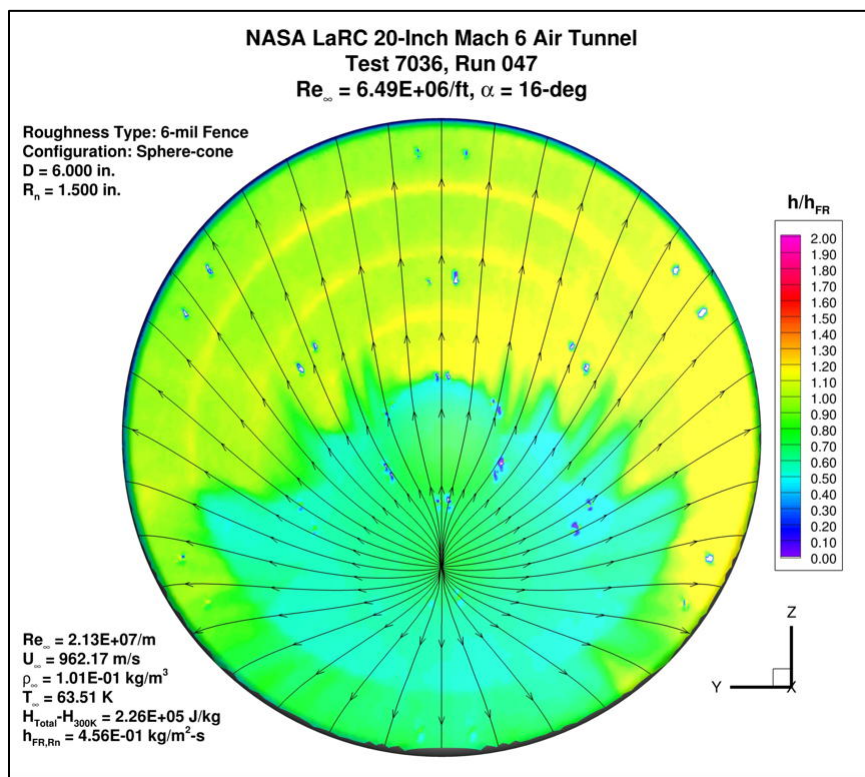 NASA LaRC 20-Inch Mach 6 Air Tunnel
Test 7036, Run 047
Re∞ = 6.49E+06/ft, α = 16-deg
Roughness Type: 6-mil Fence
Configuration: Sphere-cone
D = 6.000 in.
Rn = 1.500 in.
h/hFR
2.00
1.90
1.80
1.70
1.60
1.50
1.40
1.30
1.20
1.10
1.00
0.90
0.80
0.70
0.60
0.50
0.40
0.30
0.20
0.10
0.00
Z
Y
X
Re∞ = 2.13E+07/m
U∞ = 962.17 m/s
ρ∞ = 1.01E-01 kg/m³
T∞ = 63.51 K
HTotal-H300K = 2.26E+05 J/kg
hFR,Rn = 4.56E-01 kg/m²-s